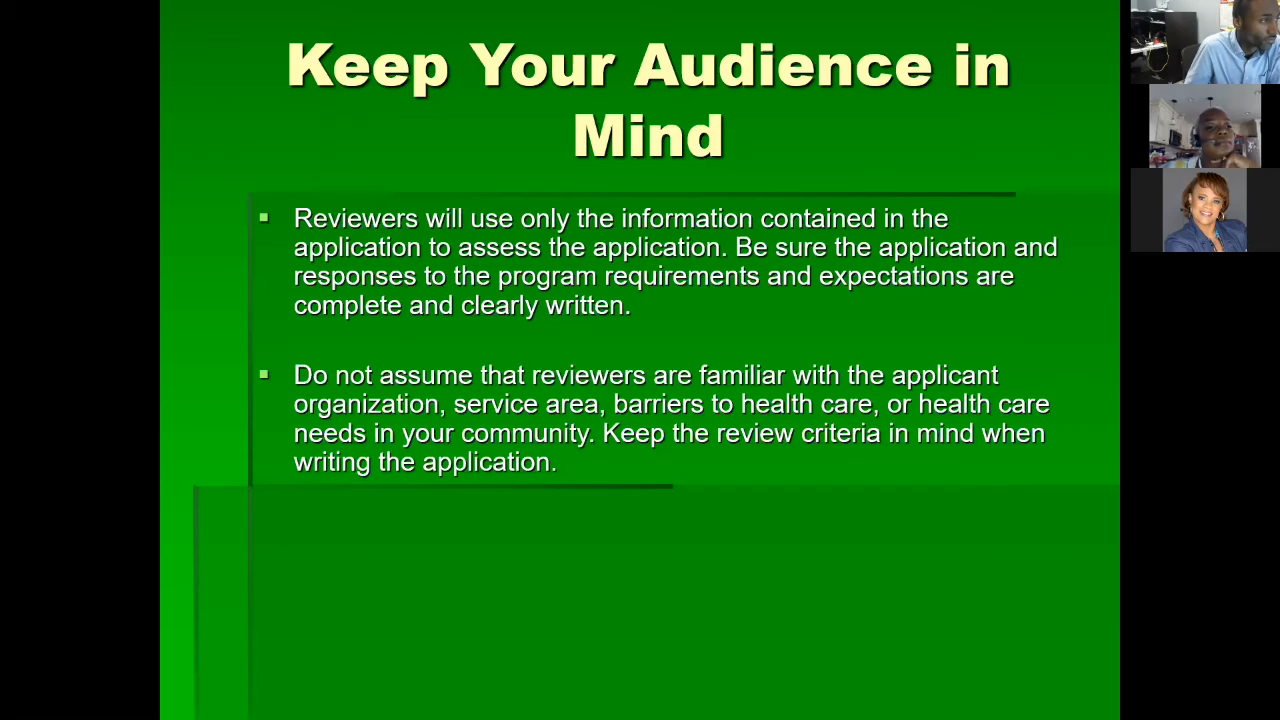 Keep Your Audience in
Mind
▪ Reviewers will use only the information contained in the
application to assess the application. Be sure the application and
responses to the program requirements and expectations are
complete and clearly written.
▪ Do not assume that reviewers are familiar with the applicant
organization, service area, barriers to health care, or health care
needs in your community. Keep the review criteria in mind when
writing the application.